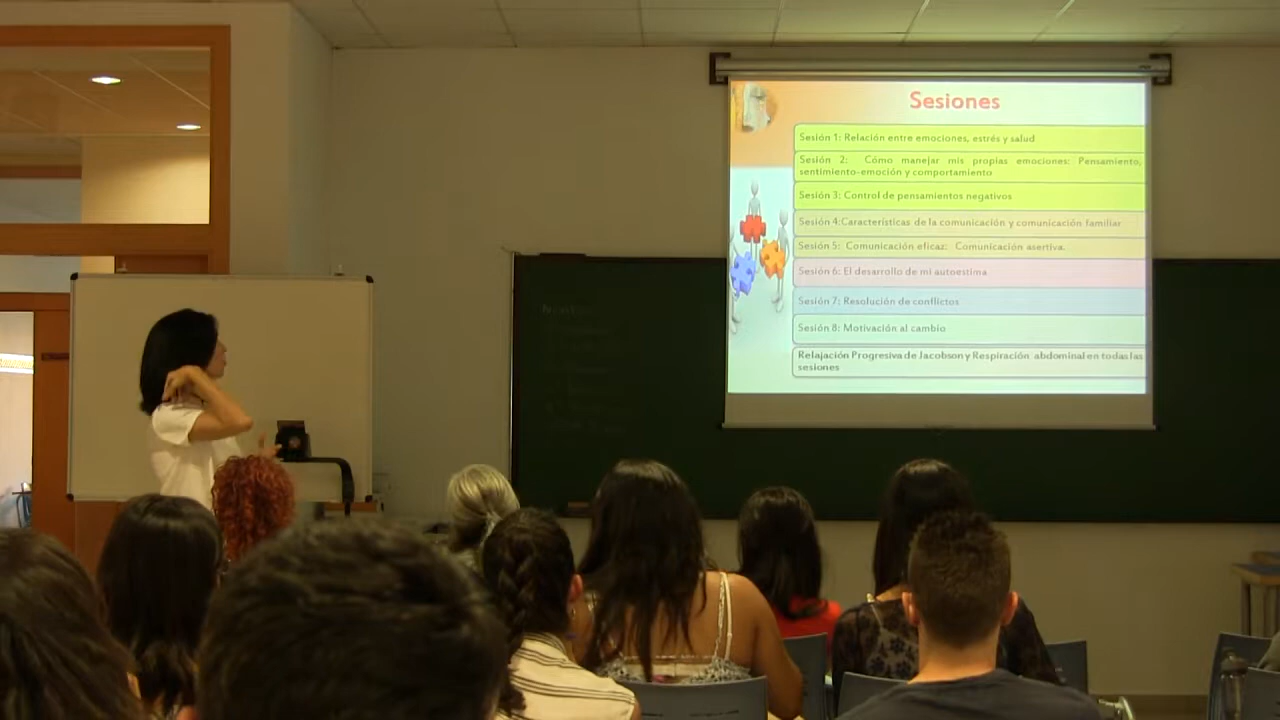 Sesiones
Sesión 1: Relación entre emociones, estrés y salud
Sesión 2: Cómo manejar mis propias emociones: Pensamiento,
sentimiento-emoción y comportamiento
Sesión 3: Control de pensamientos negativos
Sesión 4:Características de la comunicación y comunicación familiar
Sesión 5: Comunicación eficaz: Comunicación asertiva.
Sesión 6: El desarrollo de mi autoestima
Sesión 7: Resolución de conflictos
Sesión 8: Motivación al cambio
Relajación Progresiva de Jacobson y Respiración abdominal en todas las
sesiones